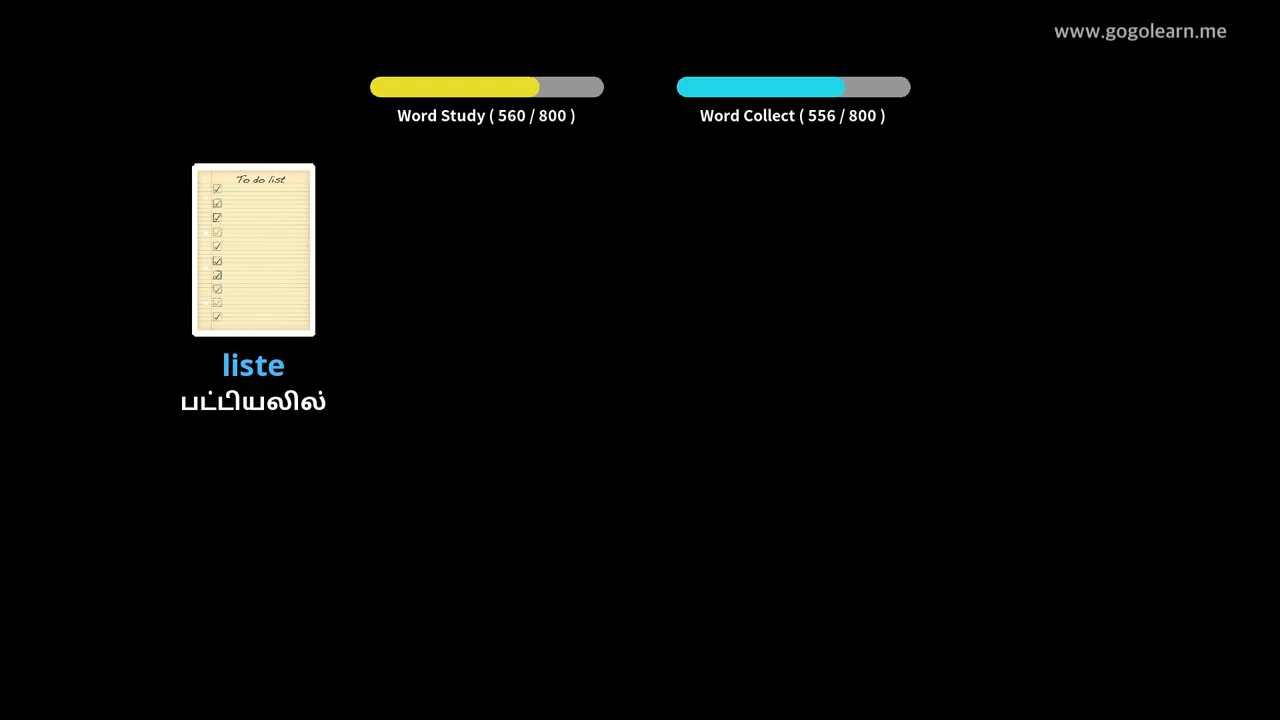 www.gogolearn.me
Word Study ( 560 / 800 )
Word Collect ( 556 / 800 )
To do list
liste
பட்டியலில்